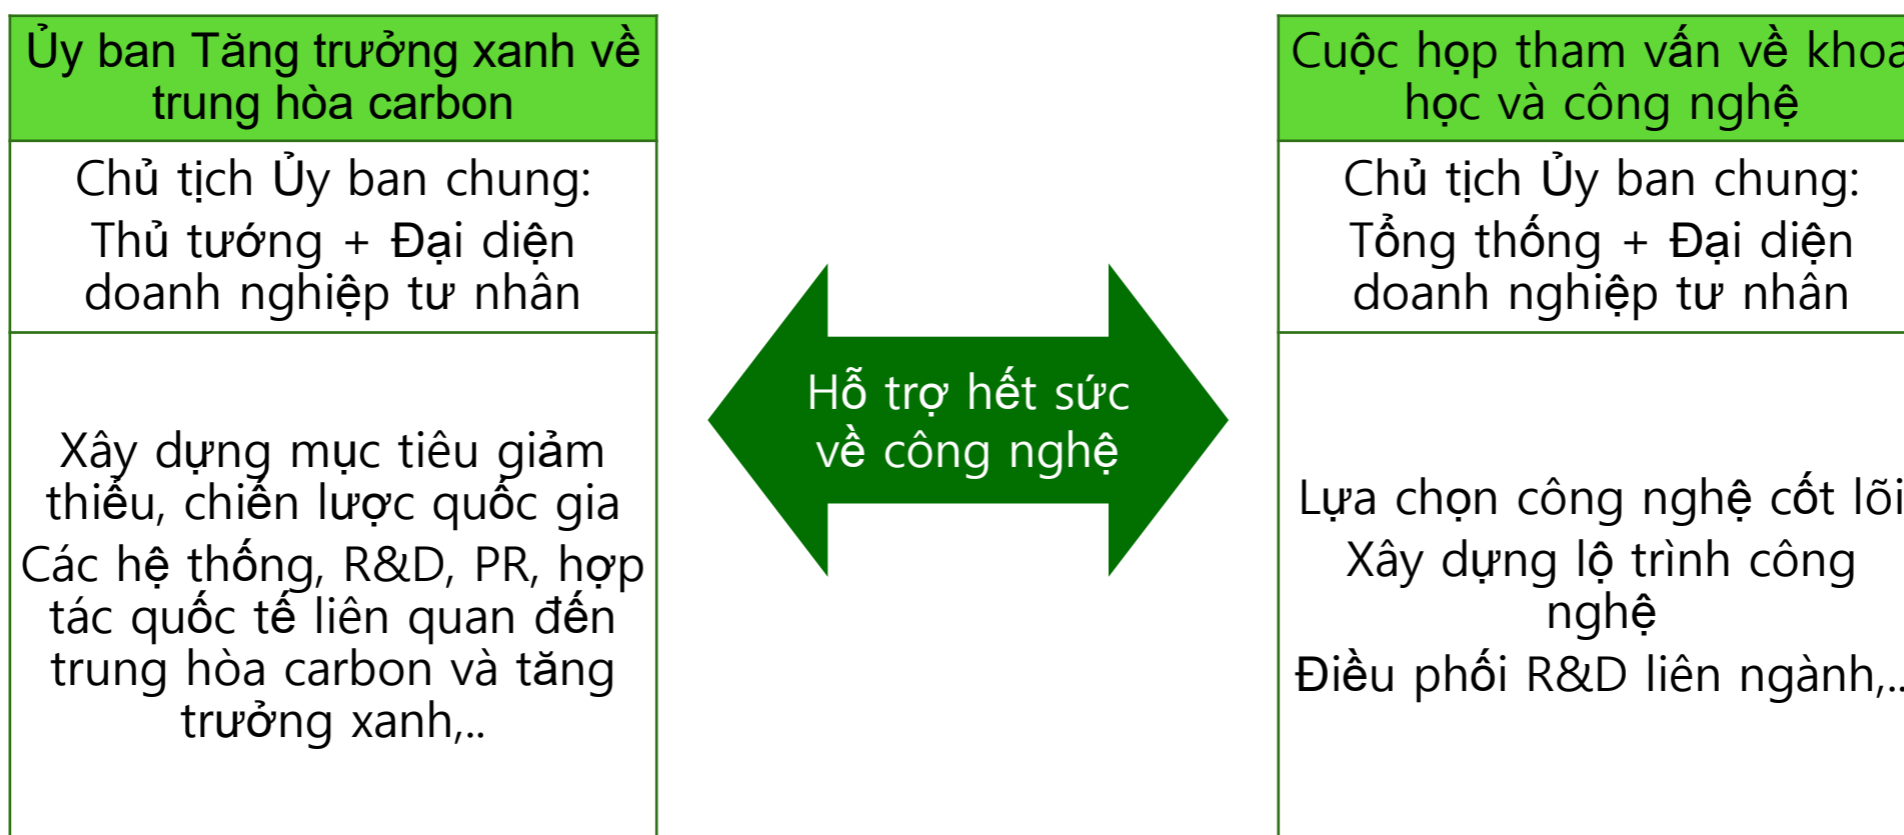 Ủy ban Tăng trưởng xanh về
trung hòa carbon
Chủ tịch Ủy ban chung:
Thủ tướng + Đại diện
doanh nghiệp tư nhân
Xây dựng mục tiêu giảm
thiểu, chiến lược quốc gia
Các hệ thống, R&D, PR, hợp
tác quốc tế liên quan đến
trung hòa carbon và tăng
trưởng xanh,..
Hỗ trợ hết sức
về công nghệ
Cuộc họp tham vấn về khoa
học và công nghệ
Chủ tịch Ủy ban chung:
Tổng thống + Đại diện
doanh nghiệp tư nhân
Lựa chọn công nghệ cốt lõi
Xây dựng lộ trình công
nghệ
Điều phối R&D liên ngành,..